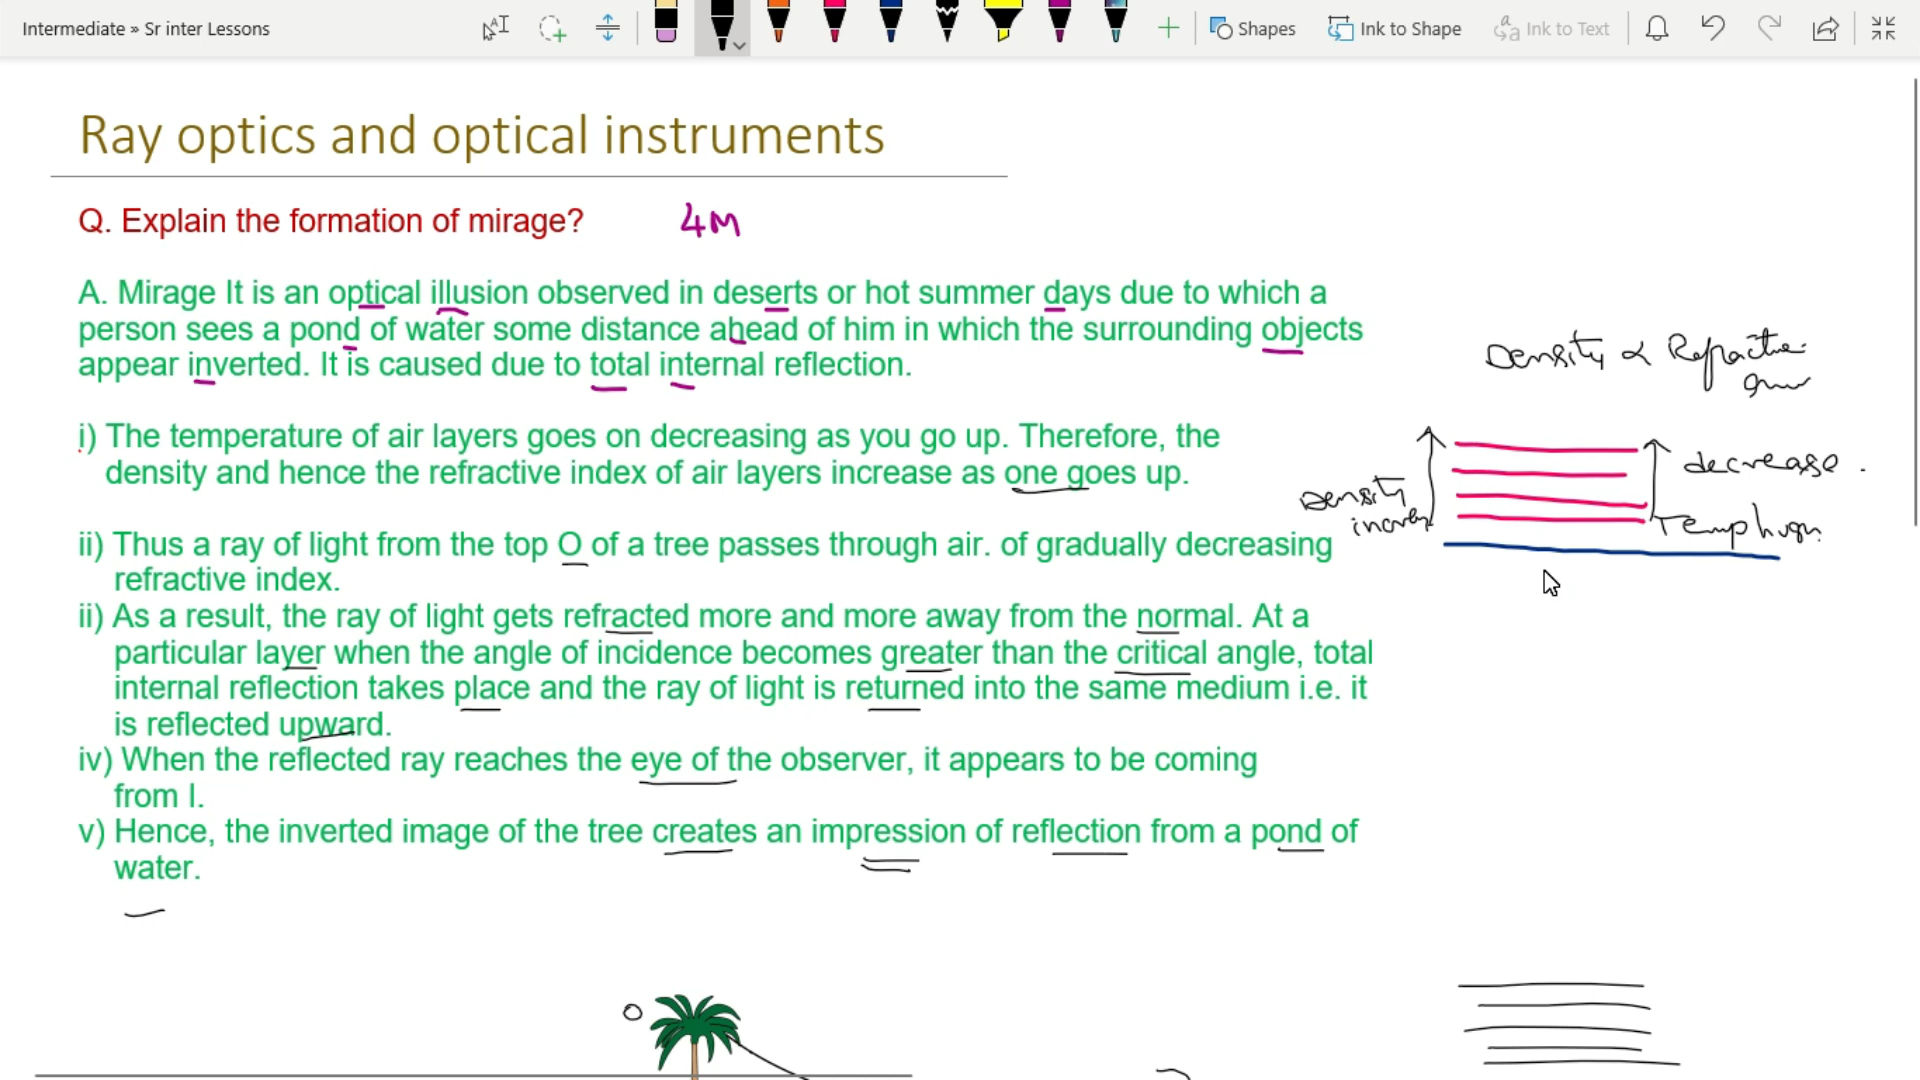 Intermediate » Sr inter Lessons
Shapes
Ink to Shape
Ink to Text
Ray optics and optical instruments
Q. Explain the formation of mirage?
4M
A. Mirage It is an optical illusion observed in deserts or hot summer days due to which a
person sees a pond of water some distance ahead of him in which the surrounding objects
appear inverted. It is caused due to total internal reflection.
Density ∝ Refractive
i) The temperature of air layers goes on decreasing as you go up. Therefore, the
density and hence the refractive index of air layers increase as one goes up.
decrease.
Density
Temp high
ii) Thus a ray of light from the top O of a tree passes through air. of gradually decreasing
refractive index.
ii) As a result, the ray of light gets refracted more and more away from the normal. At a
particular layer when the angle of incidence becomes greater than the critical angle, total
internal reflection takes place and the ray of light is returned into the same medium i.e. it
is reflected upward.
iv) When the reflected ray reaches the eye of the observer, it appears to be coming
from I.
v) Hence, the inverted image of the tree creates an impression of reflection from a pond of
water.
O